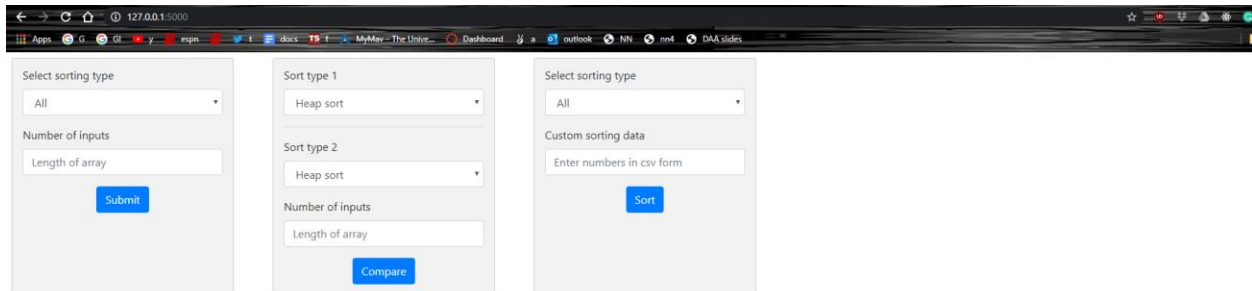 127.0.0.1:5000
Apps G GI y espn t docs TS f MyMav - The Unive... Dashboard a outlook NN nn4 DAA slides
Select sorting type
All
Number of inputs
Length of array
Submit
Sort type 1
Heap sort
Sort type 2
Heap sort
Number of inputs
Length of array
Compare
Select sorting type
All
Custom sorting data
Enter numbers in csv form
Sort